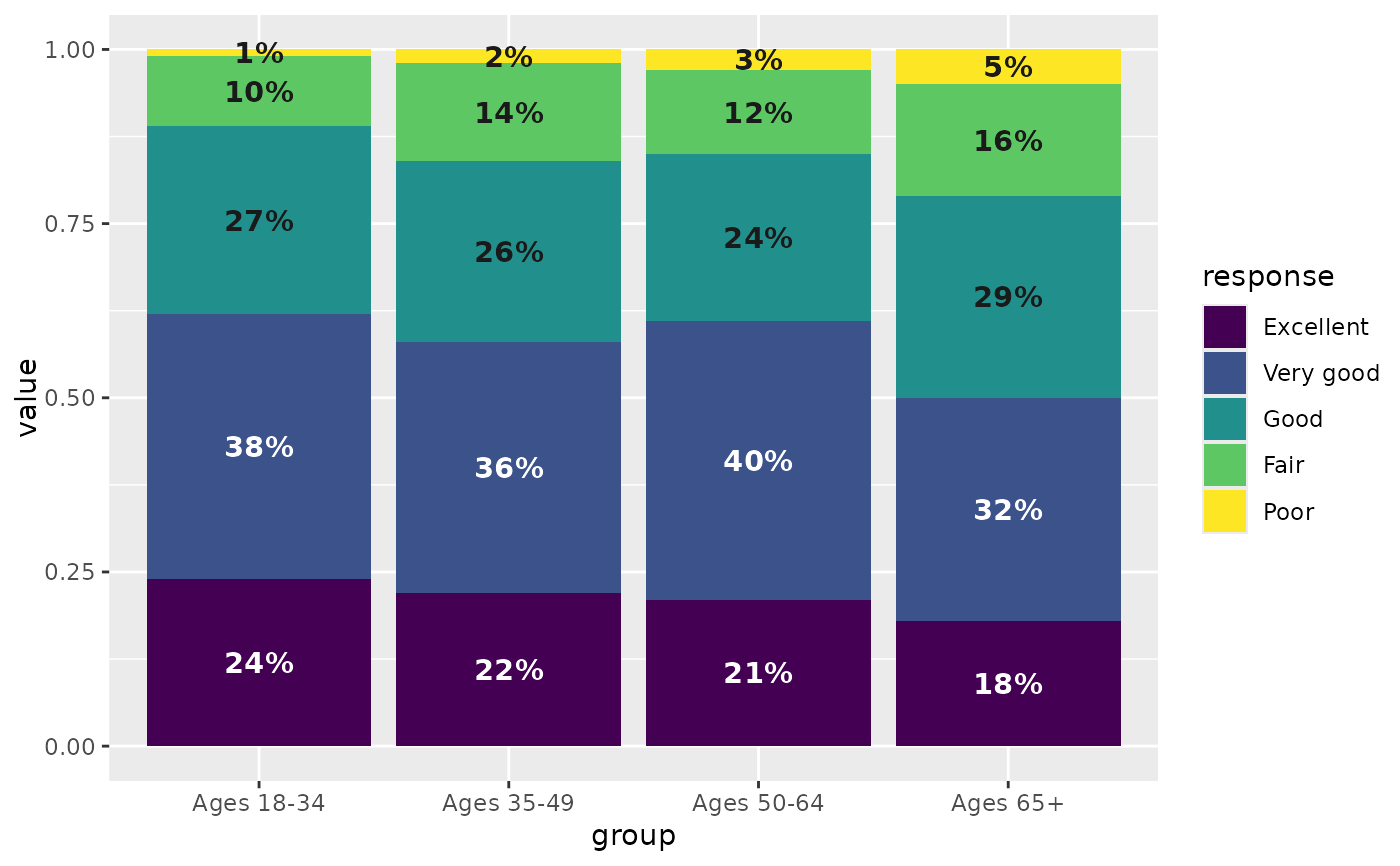 1.00
0.75
0.50
0.25
0.00
value
1% 2% 3% 5%
10% 14% 12% 16%
27% 26% 24% 29%
38% 36% 40% 32%
24% 22% 21% 18%
Ages 18-34 Ages 35-49 Ages 50-64 Ages 65+
group
response
Excellent
Very good
Good
Fair
Poor